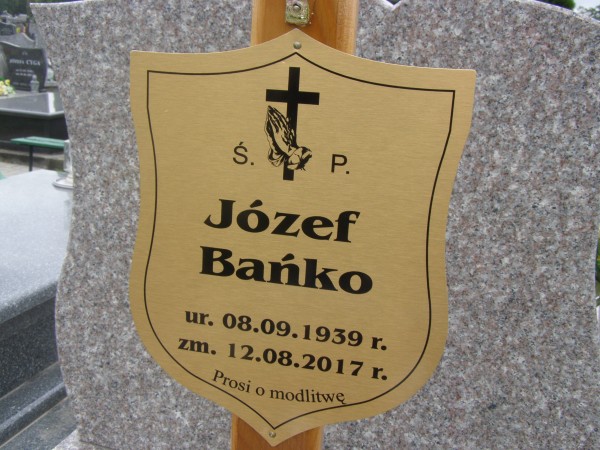 Ś. P.
Józef
Bańko
ur. 08.09.1939 r.
zm. 12.08.2017 r.
Prosi o modlitwę